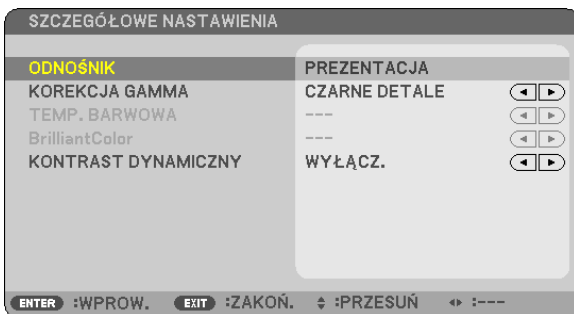 SZCZEGÓŁOWE NASTAWIENIA
ODNOŚNIK PREZENTACJA
KOREKCJA GAMMA CZARNE DETALE
TEMP. BARWOWA ---
BrilliantColor ---
KONTRAST DYNAMICZNY WYŁĄCZ.
ENTER :WPROW. EXIT :ZAKOŃ. :PRZESUŃ :---